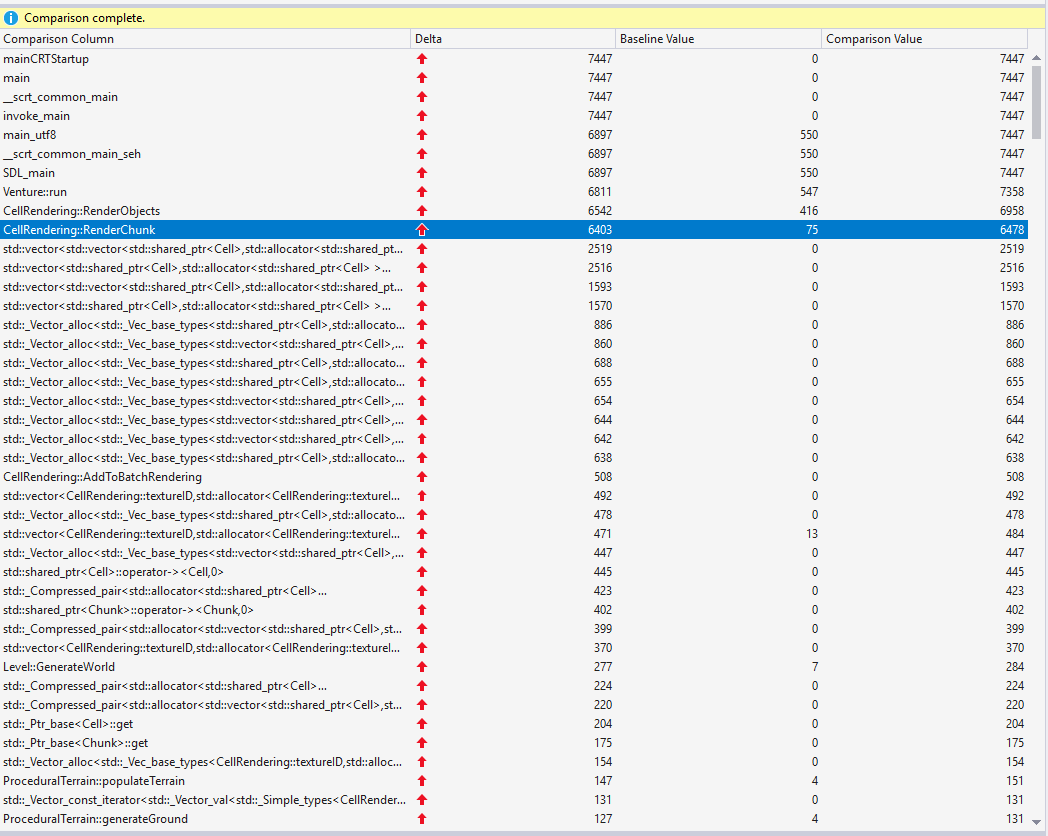 Comparison complete.
Comparison Column Delta Baseline Value Comparison Value
mainCRTStartup 7447 0 7447
main 7447 0 7447
__scrt_common_main 7447 0 7447
invoke_main 7447 0 7447
main_utf8 6897 550 7447
__scrt_common_main_seh 6897 550 7447
SDL_main 6897 550 7447
Venture::run 6811 547 7358
CellRendering::RenderObjects 6542 416 6958
CellRendering::RenderChunk 6403 75 6478
std::vector<std::vector<std::shared_ptr<Cell>,std::allocator<std::shared_pt... 2519 0 2519
std::vector<std::shared_ptr<Cell>,std::allocator<std::shared_ptr<Cell> >... 2516 0 2516
std::vector<std::vector<std::shared_ptr<Cell>,std::allocator<std::shared_pt... 1593 0 1593
std::vector<std::shared_ptr<Cell>,std::allocator<std::shared_ptr<Cell> >... 1570 0 1570
std::_Vector_alloc<std::_Vec_base_types<std::shared_ptr<Cell>,std::allocato... 886 0 886
std::_Vector_alloc<std::_Vec_base_types<std::vector<std::shared_ptr<Cell>,... 860 0 860
std::_Vector_alloc<std::_Vec_base_types<std::shared_ptr<Cell>,std::allocato... 688 0 688
std::_Vector_alloc<std::_Vec_base_types<std::shared_ptr<Cell>,std::allocato... 655 0 655
std::_Vector_alloc<std::_Vec_base_types<std::vector<std::shared_ptr<Cell>,... 654 0 654
std::_Vector_alloc<std::_Vec_base_types<std::vector<std::shared_ptr<Cell>,... 644 0 644
std::_Vector_alloc<std::_Vec_base_types<std::vector<std::shared_ptr<Cell>,... 642 0 642
std::_Vector_alloc<std::_Vec_base_types<std::shared_ptr<Cell>,std::allocato... 638 0 638
CellRendering::AddToBatchRendering 508 0 508
std::vector<CellRendering::textureID,std::allocator<CellRendering::textureI... 492 0 492
std::_Vector_alloc<std::_Vec_base_types<std::shared_ptr<Cell>,std::allocato... 478 0 478
std::vector<CellRendering::textureID,std::allocator<CellRendering::textureI... 471 13 484
std::_Vector_alloc<std::_Vec_base_types<std::vector<std::shared_ptr<Cell>,... 447 0 447
std::shared_ptr<Cell>::operator-><Cell,0> 445 0 445
std::_Compressed_pair<std::allocator<std::shared_ptr<Cell>... 423 0 423
std::shared_ptr<Chunk>::operator-><Chunk,0> 402 0 402
std::_Compressed_pair<std::allocator<std::vector<std::shared_ptr<Cell>,st... 399 0 399
std::vector<CellRendering::textureID,std::allocator<CellRendering::textureI... 370 0 370
Level::GenerateWorld 277 7 284
std::_Compressed_pair<std::allocator<std::shared_ptr<Cell>... 224 0 224
std::_Compressed_pair<std::allocator<std::vector<std::shared_ptr<Cell>,st... 220 0 220
std::_Ptr_base<Cell>::get 204 0 204
std::_Ptr_base<Chunk>::get 175 0 175
std::_Vector_alloc<std::_Vec_base_types<CellRendering::textureID,std::alloc... 154 0 154
ProceduralTerrain::populateTerrain 147 4 151
std::_Vector_const_iterator<std::_Vector_val<std::_Simple_types<CellRender... 131 0 131
ProceduralTerrain::generateGround 127 4 131